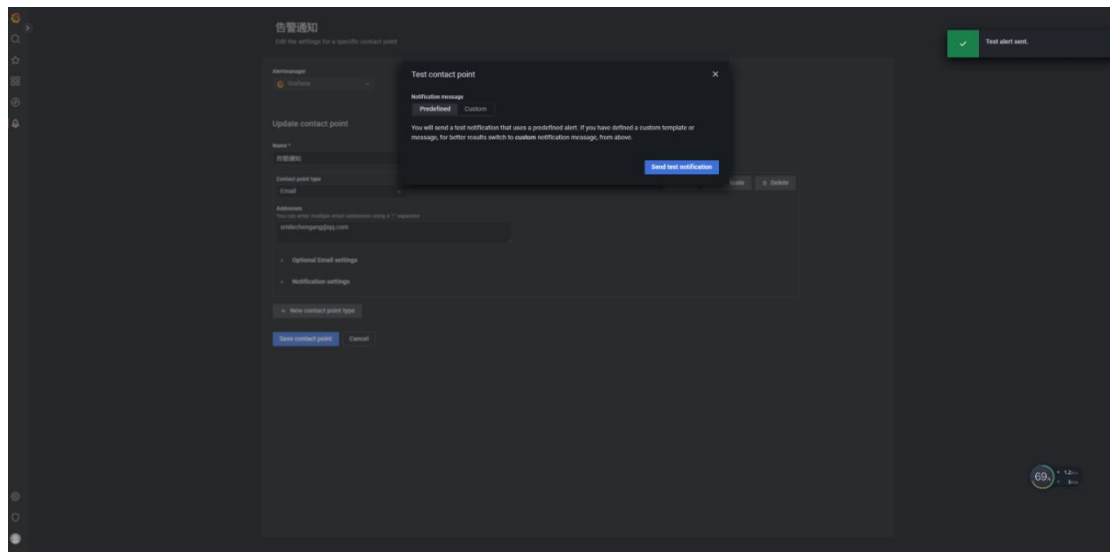 告警通知
Edit the settings for a specific contact point
Test alert sent.
Alertmanager
Grafana
Test contact point
Notification message
Predefined Custom
You will send a test notification that uses a predefined alert. If you have defined a custom template or
message, for better results switch to custom notification message, from above.
Send test notification
Update contact point
Name *
告警通知
Contact point type
Email
Delete
Addresses
You can enter multiple email addresses using a ";" separator
Optional Email settings
Notification settings
+ New contact point type
Save contact point Cancel
69%